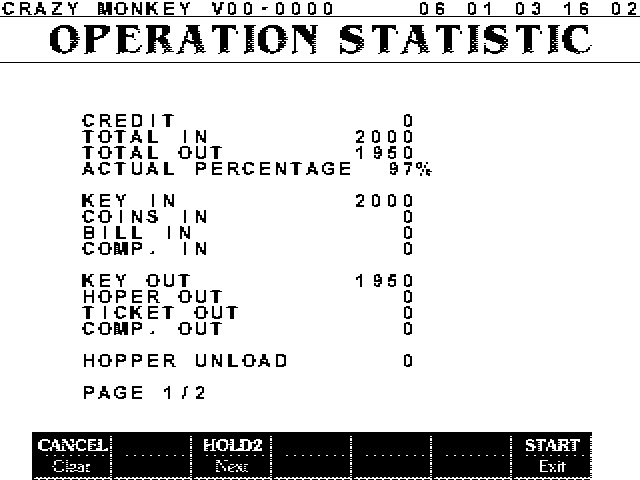 CRAZY MONKEY V00-0000 06 01 03 16 02
OPERATION STATISTIC
CREDIT 0
TOTAL IN 2000
TOTAL OUT 1950
ACTUAL PERCENTAGE 97%
KEY IN 2000
COINS IN 0
BILL IN 0
COMP. IN 0
KEY OUT 1950
HOPER OUT 0
TICKET OUT 0
COMP. OUT 0
HOPPER UNLOAD 0
PAGE 1/2
CANCEL HOLD2 START
Clear Next Exit